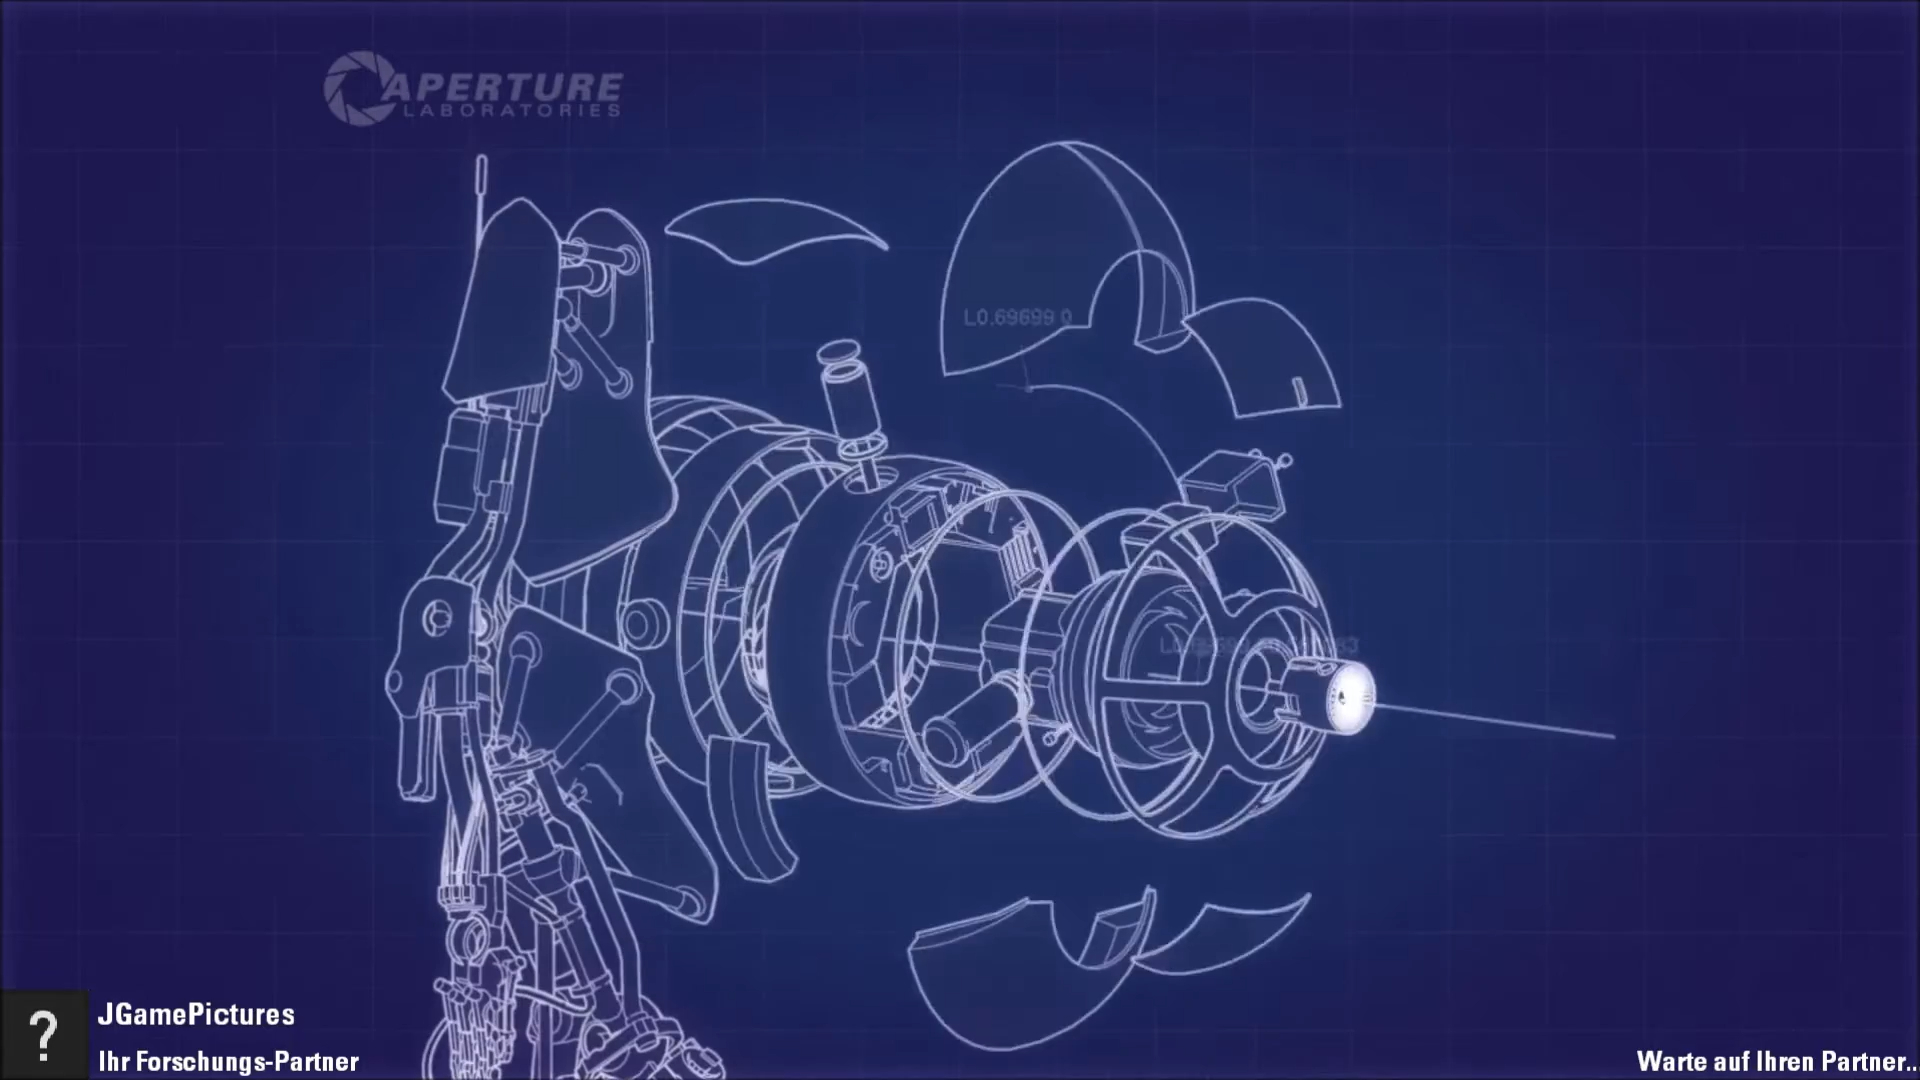 APERTURE
LABORATORIES
L0.69699 0
?
JGamePictures
Ihr Forschungs-Partner
Warte auf Ihren Partner..